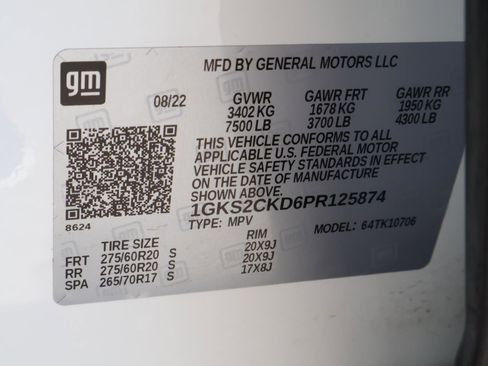 gm
MFD BY GENERAL MOTORS LLC
08/22 GVWR GAWR FRT GAWR RR
3402 KG 1678 KG 1950 KG
7500 LB 3700 LB 4300 LB
THIS VEHICLE CONFORMS TO ALL
APPLICABLE U.S. FEDERAL MOTOR
VEHICLE SAFETY STANDARDS IN
EFFECT ON THE DATE OF MANUFACTURE
SHOWN ABOVE.
1GKS2CKD6PR125874
8624 TYPE: MPV MODEL: 64TK10706
TIRE SIZE RIM
FRT 275/60R20 S 20X9J
RR 275/60R20 S 20X9J
SPA 265/70R17 S 17X8J